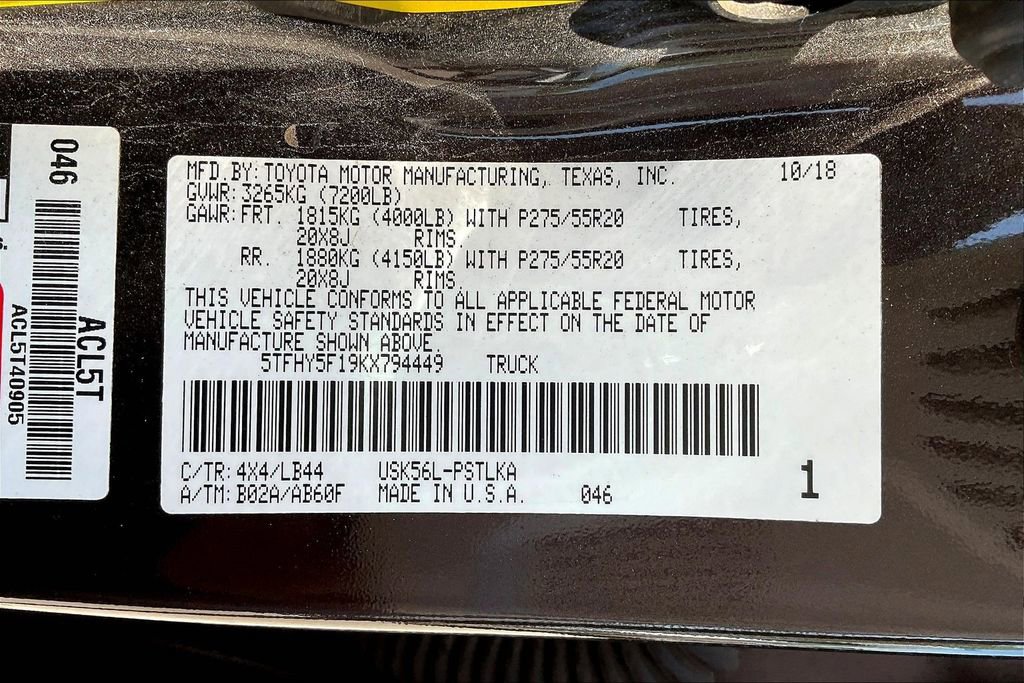 046
ACL5T
ACL5T40905
MFD.BY: TOYOTA MOTOR MANUFACTURING, TEXAS, INC. 10/18
GVWR: 3265KG (7200LB)
GAWR: FRT. 1815KG (4000LB) WITH P275/55R20 TIRES,
20X8J RIMS
RR. 1880KG (4150LB) WITH P275/55R20 TIRES,
20X8J RIMS.
THIS VEHICLE CONFORMS TO ALL APPLICABLE FEDERAL MOTOR
VEHICLE SAFETY STANDARDS IN EFFECT ON THE DATE OF
MANUFACTURE SHOWN ABOVE.
5TFHY5F19KX794449 TRUCK
C/TR: 4X4/LB44 USK56L-PSTLKA
A/TM: B02A/AB60F MADE IN U.S.A. 046
1